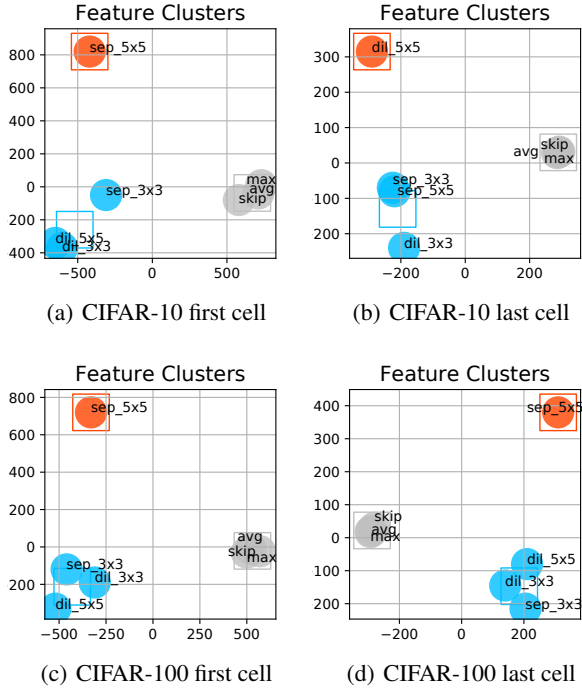 Feature Clusters
800
600
400
200
0
200
400
−500
0
500
sep_5x5
max
avg
skip
sep_3x3
dil_5x5
dil_3x3
(a) CIFAR-10 first cell
Feature Clusters
300
200
100
0
100
200
−200
0
200
dil_5x5
skip
avg
max
sep_3x3
sep_5x5
dil_3x3
(b) CIFAR-10 last cell
Feature Clusters
800
600
400
200
0
200
−500
−250
0
250
500
sep_5x5
avg
skip
max
sep_3x3
dil_3x3
dil_5x5
(c) CIFAR-100 first cell
Feature Clusters
400
300
200
100
0
100
200
−200
0
200
sep_5x5
skip
avg
max
dil_5x5
dil_3x3
sep_3x3
(d) CIFAR-100 last cell